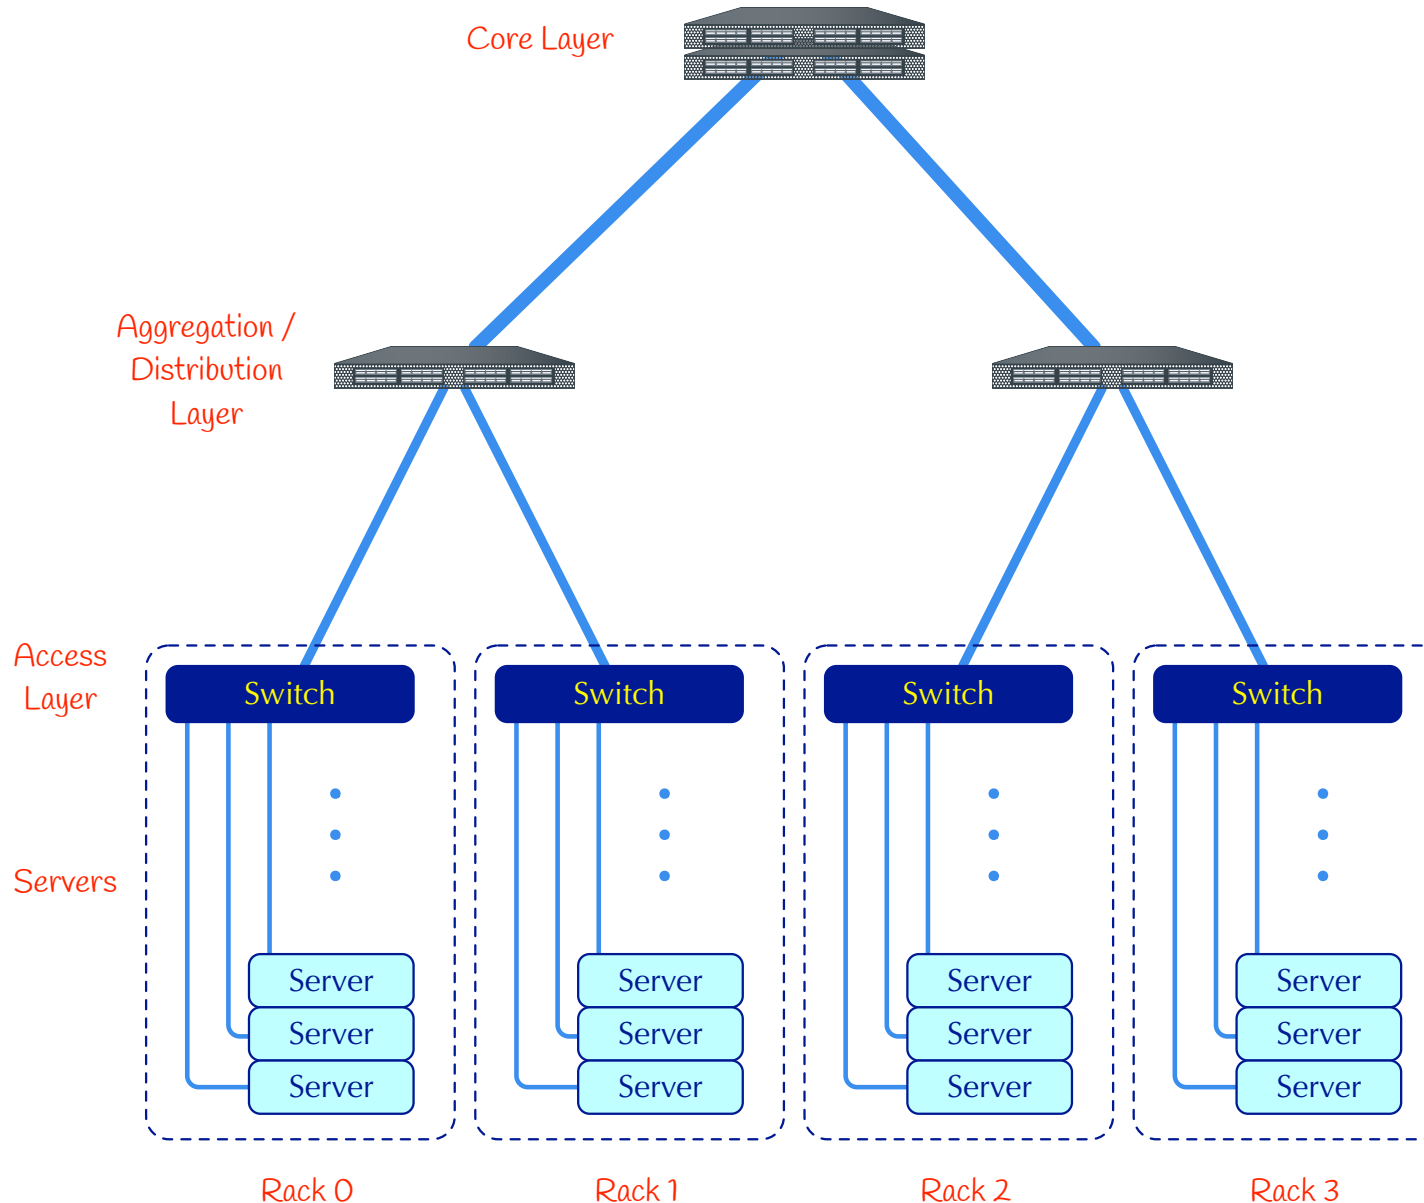 Core Layer
Aggregation /
Distribution
Layer
Access
Layer
Switch
Switch
Switch
Switch
Servers
Server
Server
Server
Server
Server
Server
Server
Server
Server
Server
Server
Server
Rack 0
Rack 1
Rack 2
Rack 3